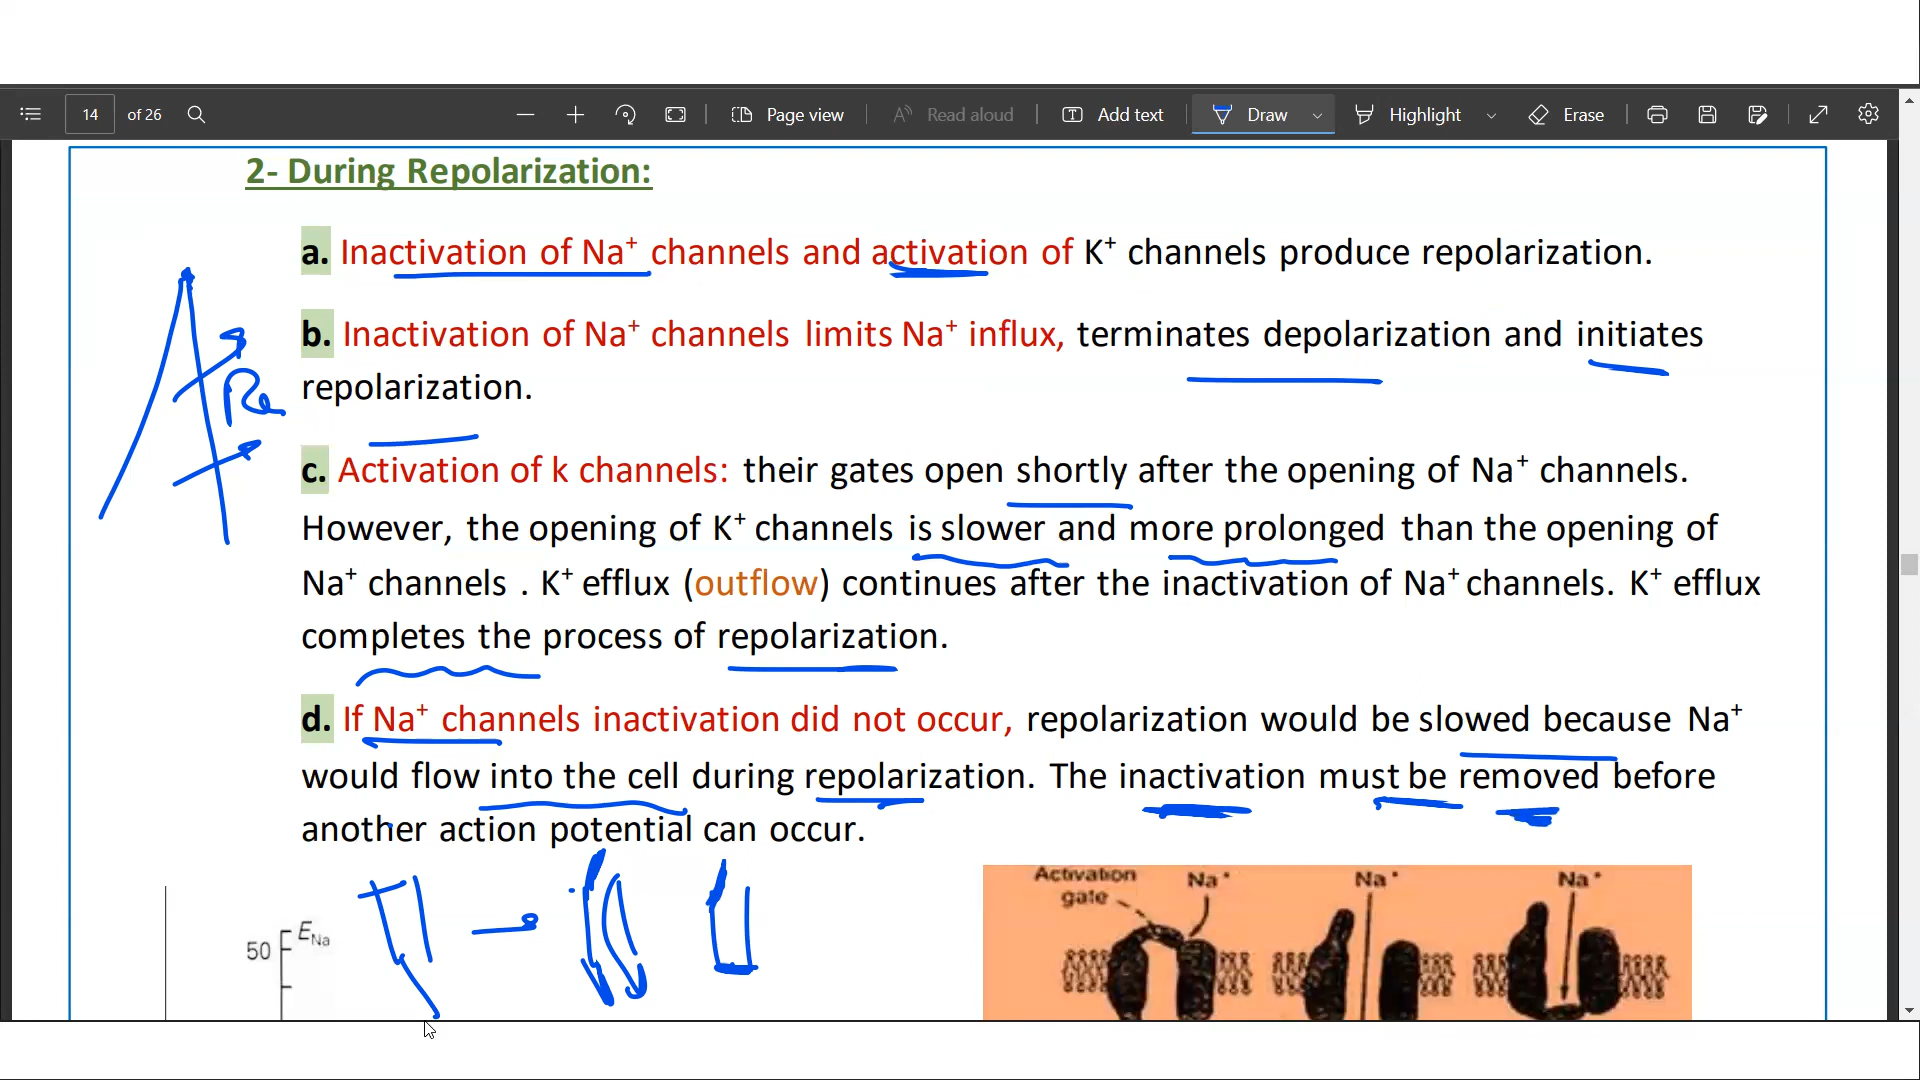 14 of 26 Page view Read aloud Add text Draw Highlight Erase
2- During Repolarization:
a. Inactivation of Na⁺ channels and activation of K⁺ channels produce repolarization.
b. Inactivation of Na⁺ channels limits Na⁺ influx, terminates depolarization and initiates
repolarization.
Re
c. Activation of k channels: their gates open shortly after the opening of Na⁺ channels.
However, the opening of K⁺ channels is slower and more prolonged than the opening of
Na⁺ channels . K⁺ efflux (outflow) continues after the inactivation of Na⁺ channels. K⁺ efflux
completes the process of repolarization.
d. If Na⁺ channels inactivation did not occur, repolarization would be slowed because Na⁺
would flow into the cell during repolarization. The inactivation must be removed before
another action potential can occur.
50 E_Na
Activation
gate
Na⁺ Na⁺ Na⁺